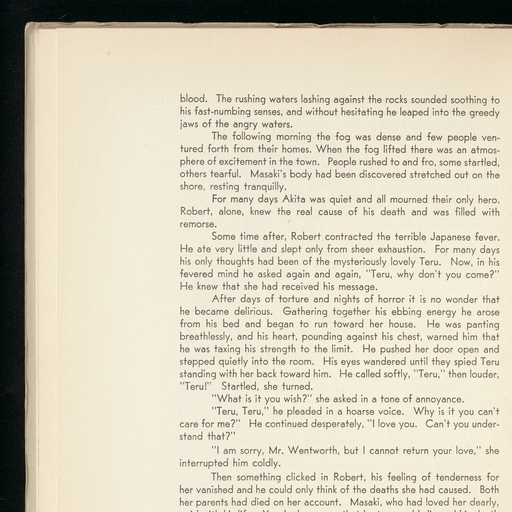 blood. The rushing waters lashing against the rocks sounded soothing to
his fast-numbing senses, and without hesitating he leaped into the greedy
jaws of the angry waters.
The following morning the fog was dense and few people ven-
tured forth from their homes. When the fog lifted there was an atmos-
phere of excitement in the town. People rushed to and fro, some startled,
others tearful. Masaki's body had been discovered stretched out on the
shore, resting tranquilly.
For many days Akita was quiet and all mourned their only hero.
Robert, alone, knew the real cause of his death and was filled with
remorse.
Some time after, Robert contracted the terrible Japanese fever.
He ate very little and slept only from sheer exhaustion. For many days
his only thoughts had been of the mysteriously lovely Teru. Now, in his
fevered mind he asked again and again, "Teru, why don't you come?"
He knew that she had received his message.
After days of torture and nights of horror it is no wonder that
he became delirious. Gathering together his ebbing energy he arose
from his bed and began to run toward her house. He was panting
breathlessly, and his heart, pounding against his chest, warned him that
he was taxing his strength to the limit. He pushed her door open and
stepped quietly into the room. His eyes wandered until they spied Teru
standing with her back toward him. He called softly, "Teru," then louder,
"Teru!" Startled, she turned.
"What is it you wish?" she asked in a tone of annoyance.
"Teru, Teru," he pleaded in a hoarse voice. Why is it you can't
care for me?" He continued desperately, "I love you. Can't you under-
stand that?"
"I am sorry, Mr. Wentworth, but I cannot return your love," she
interrupted him coldly.
Then something clicked in Robert, his feeling of tenderness for
her vanished and he could only think of the deaths she had caused. Both
her parents had died on her account. Masaki, who had loved her dearly,